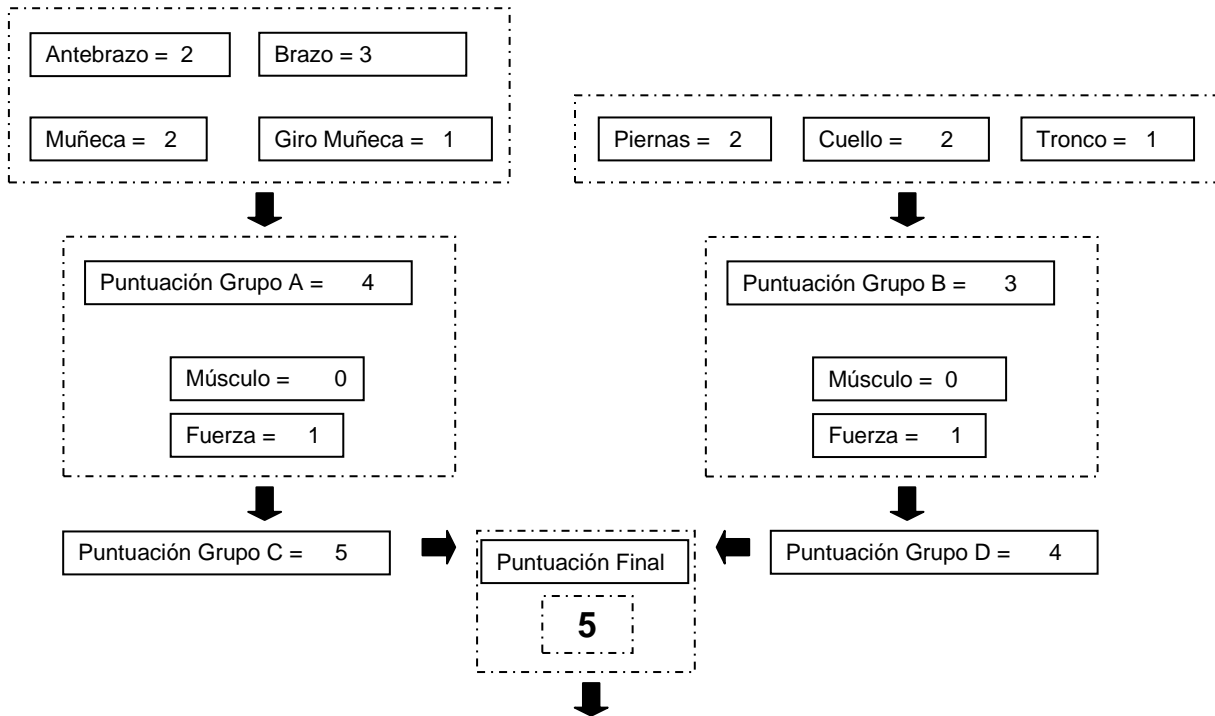 Antebrazo = 2
Brazo = 3
Muñeca = 2
Giro Muñeca = 1
Piernas = 2
Cuello = 2
Tronco = 1
Puntuación Grupo A = 4
Músculo = 0
Fuerza = 1
Puntuación Grupo B = 3
Músculo = 0
Fuerza = 1
Puntuación Grupo C = 5
Puntuación Final
5
Puntuación Grupo D = 4